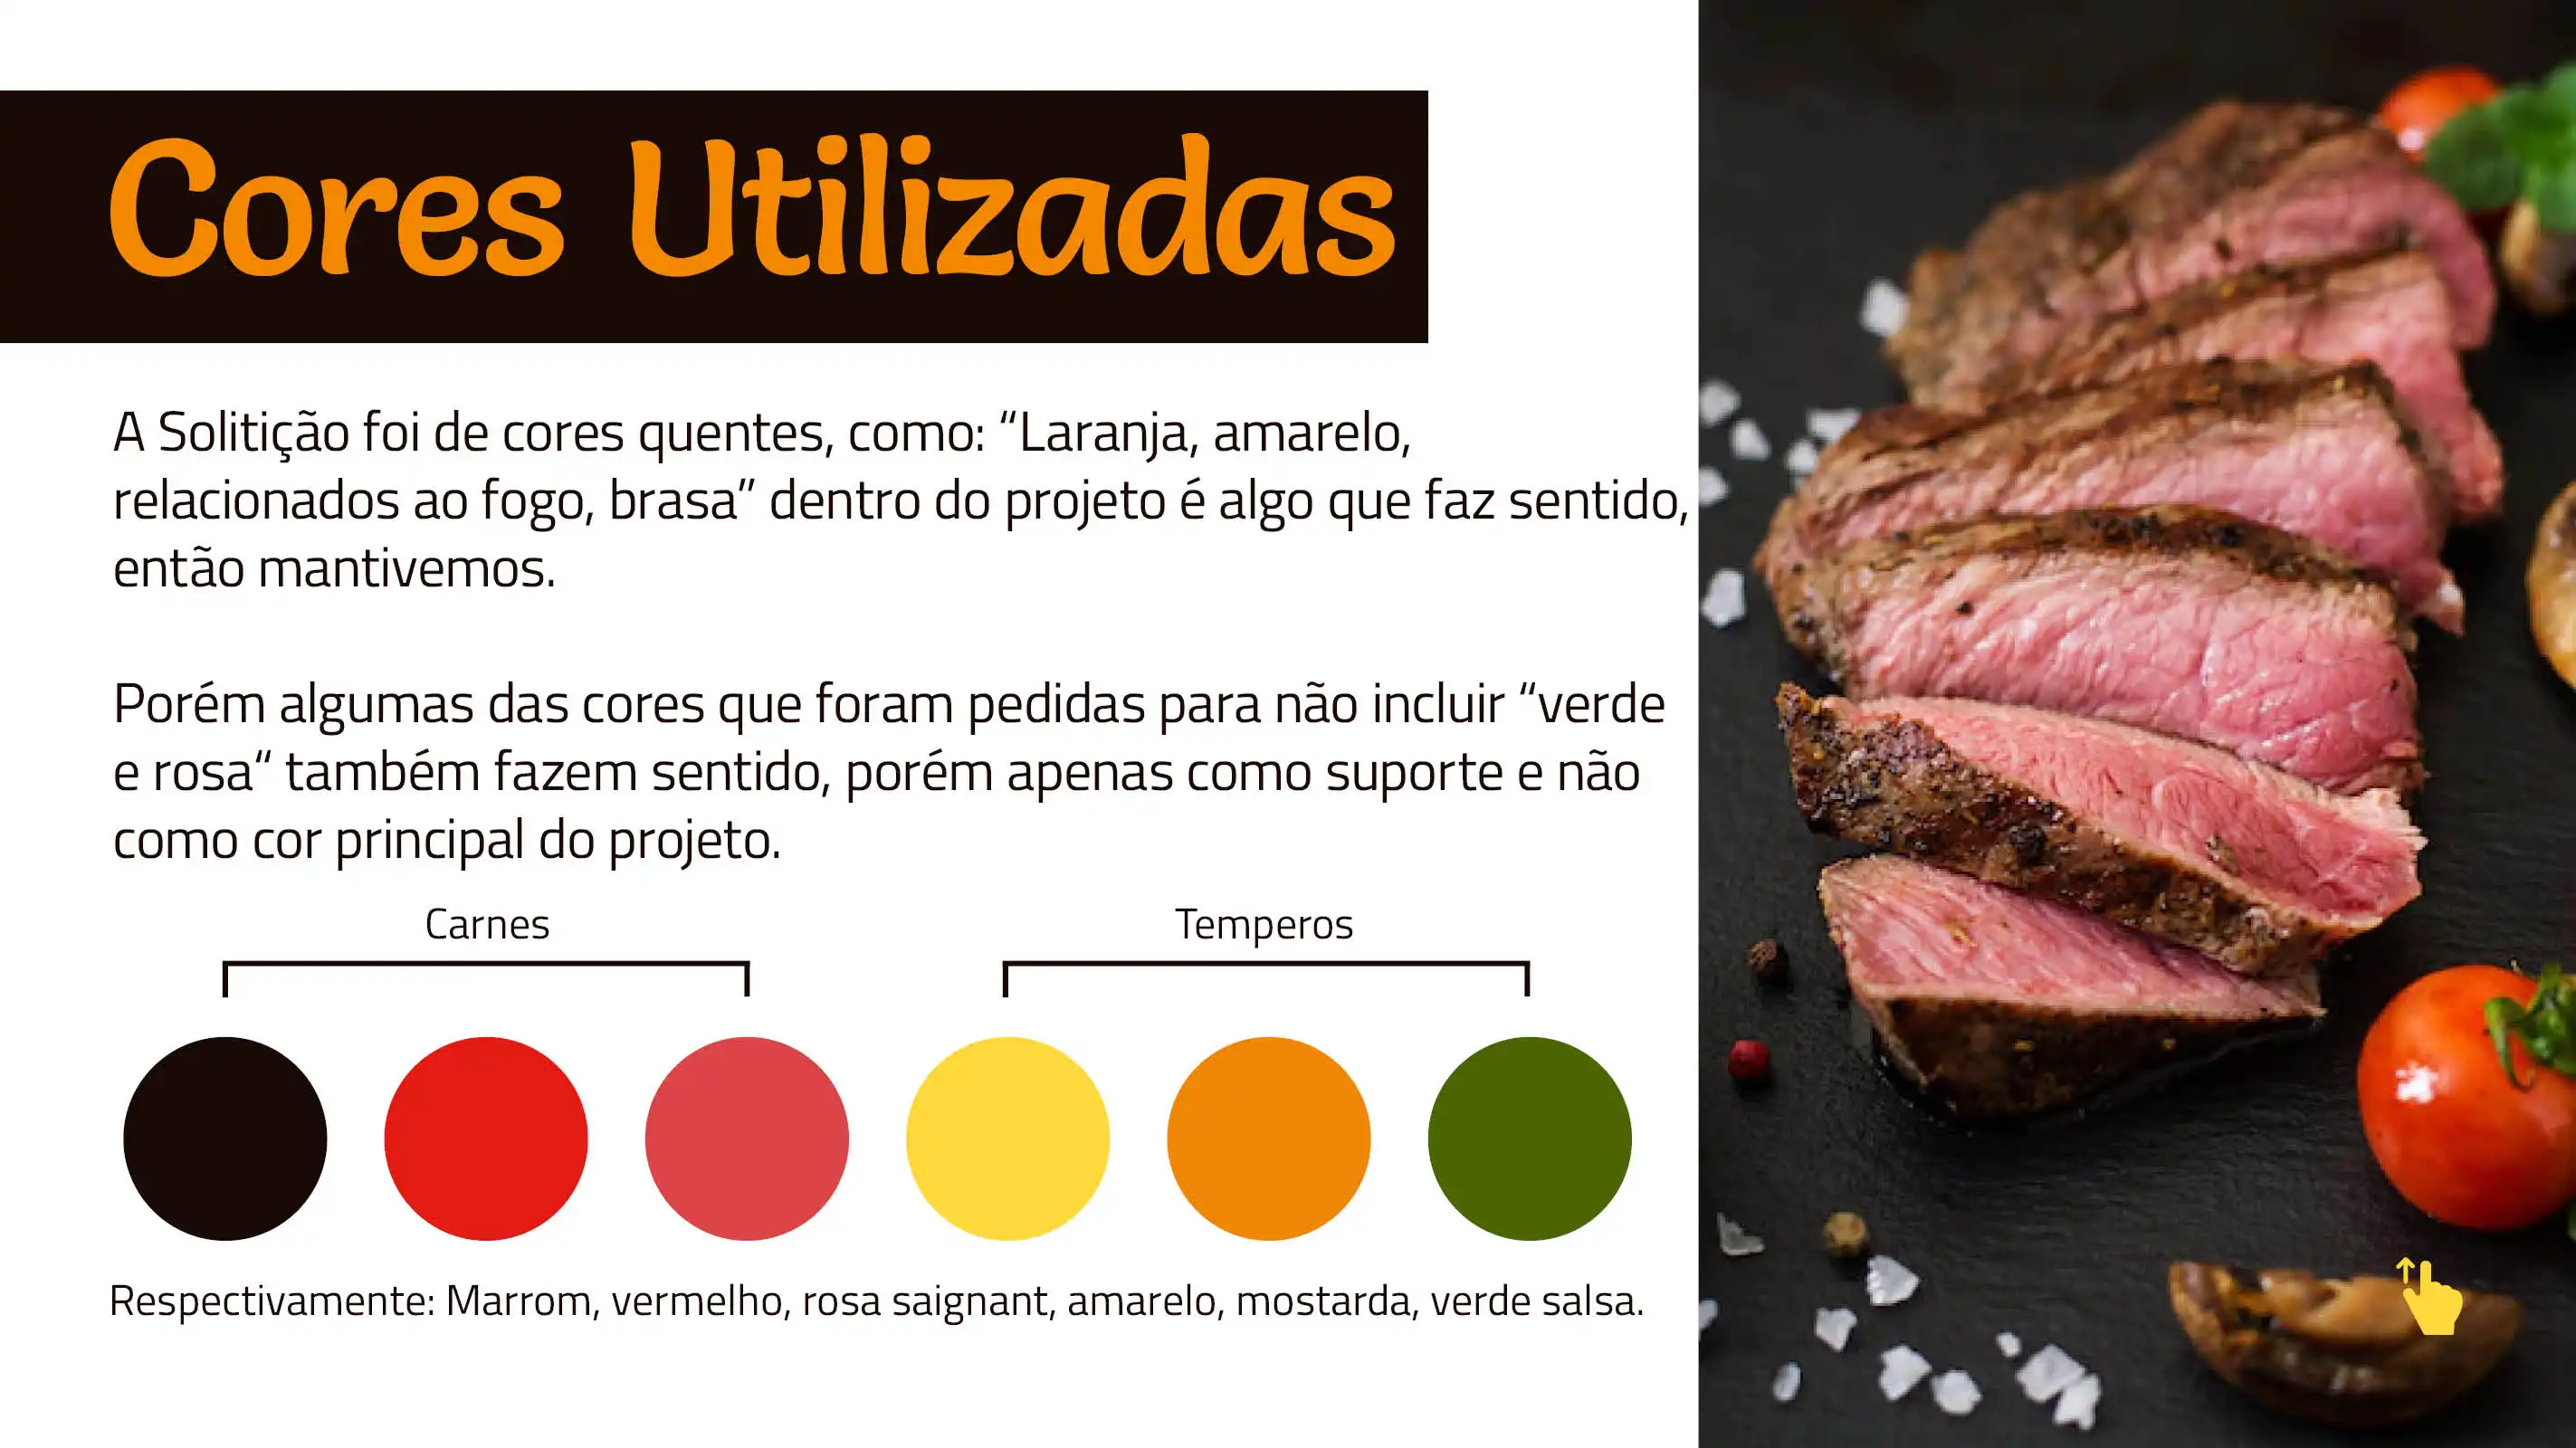 Cores Utilizadas
A Solitição foi de cores quentes, como: “Laranja, amarelo,
relacionados ao fogo, brasa” dentro do projeto é algo que faz sentido,
então mantivemos.
Porém algumas das cores que foram pedidas para não incluir “verde
e rosa“ também fazem sentido, porém apenas como suporte e não
como cor principal do projeto.
Carnes
Temperos
Respectivamente: Marrom, vermelho, rosa saignant, amarelo, mostarda, verde salsa.